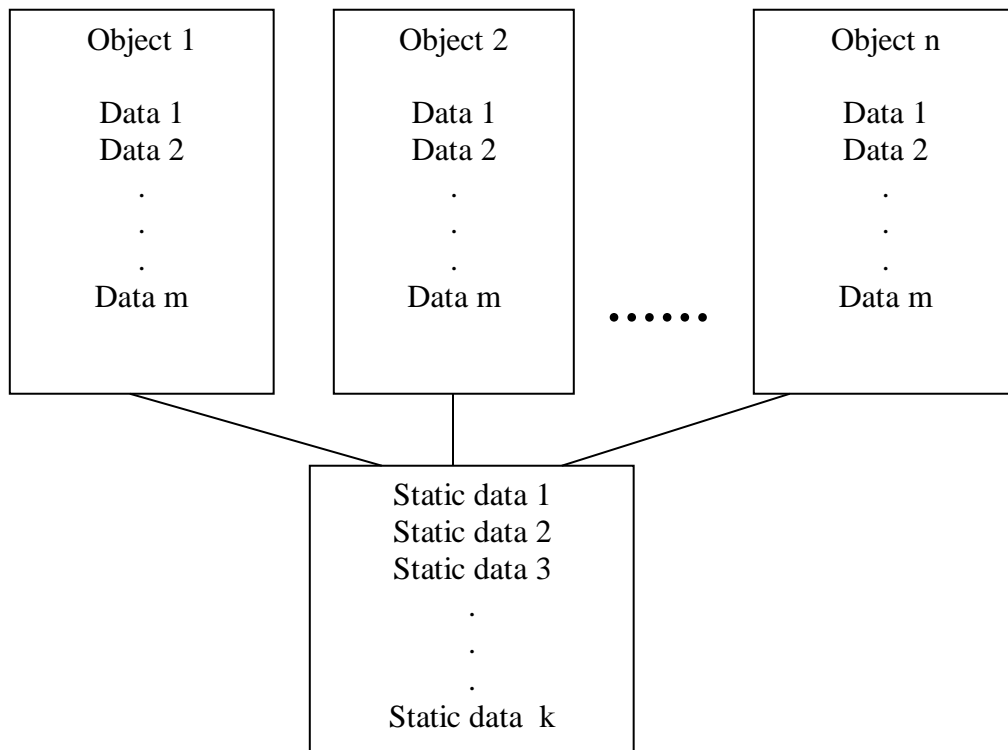 Object 1
Data 1
Data 2
.
.
.
Data m
Object 2
Data 1
Data 2
.
.
.
Data m
......
Object n
Data 1
Data 2
.
.
.
Data m
Static data 1
Static data 2
Static data 3
.
.
.
Static data k